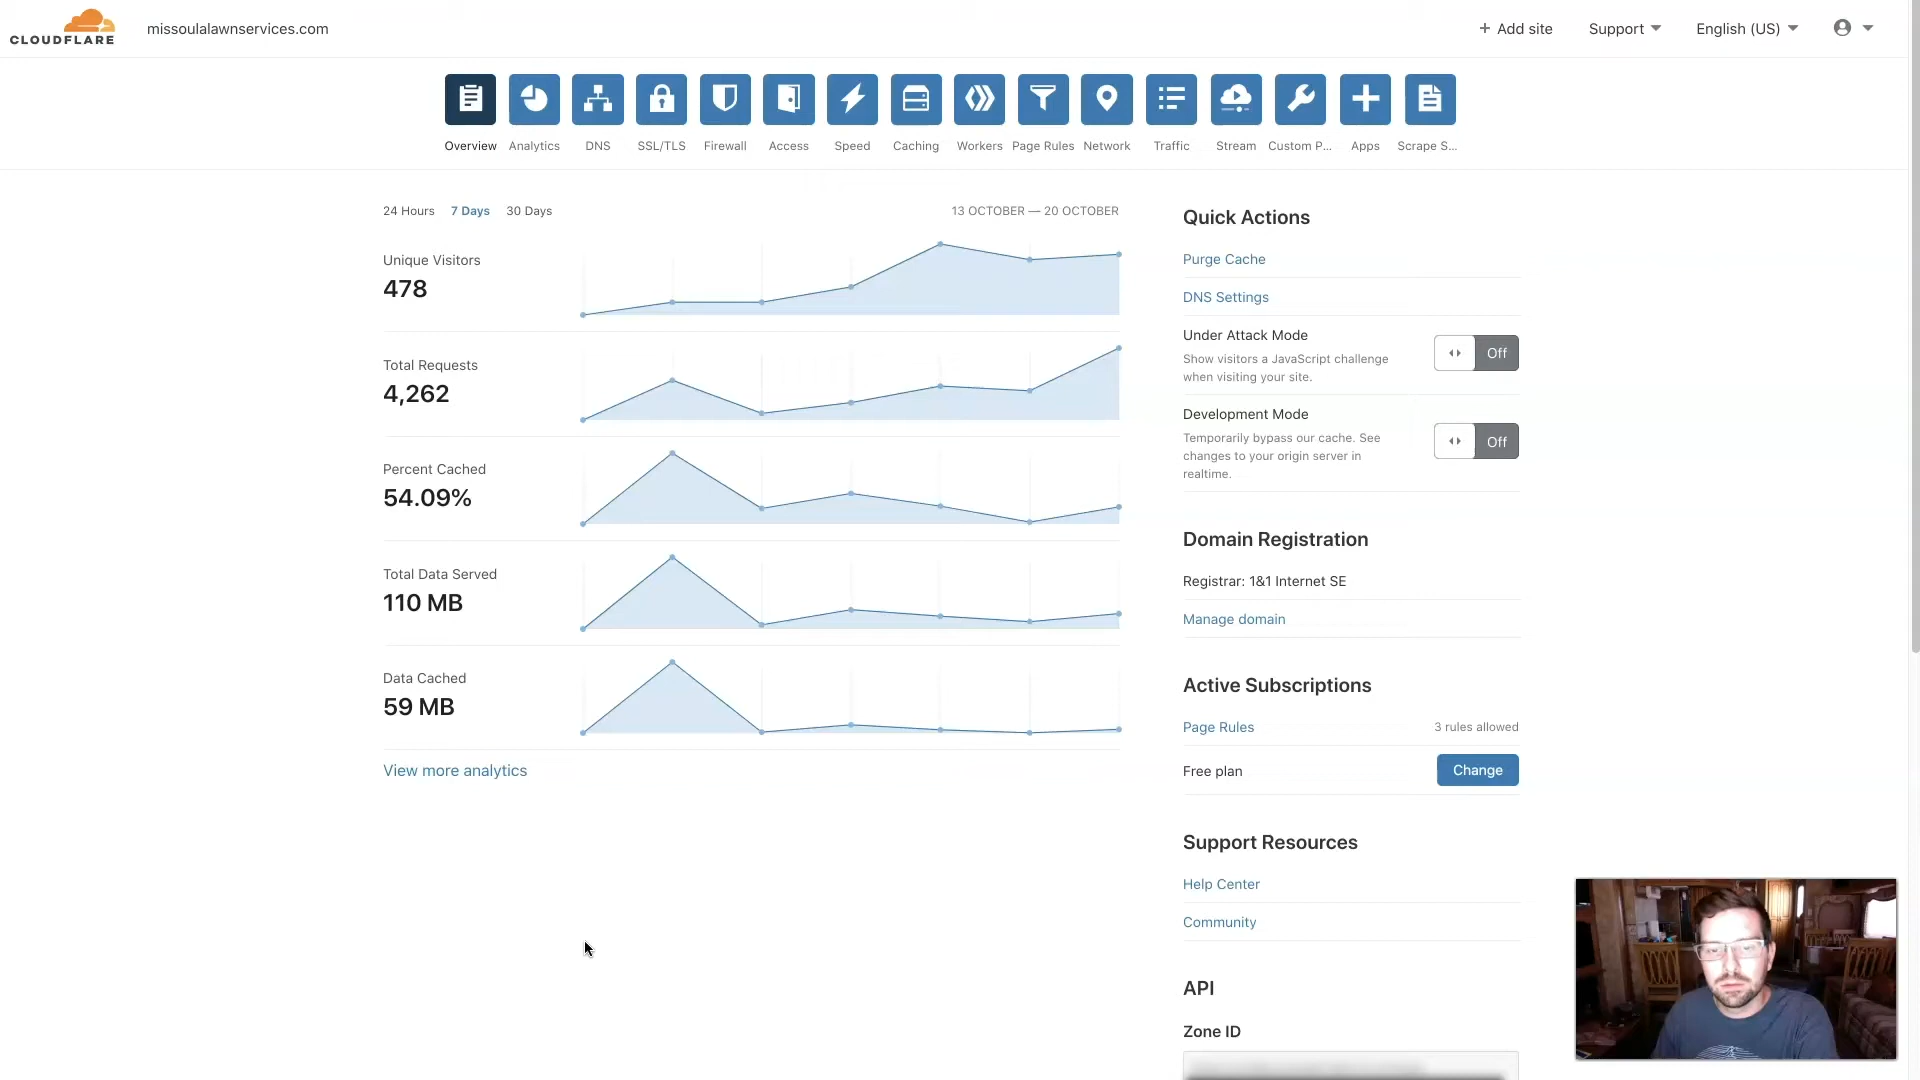 CLOUDFLARE
missoulalawnservices.com
+ Add site
Support
English (US)
Overview
Analytics
DNS
SSL/TLS
Firewall
Access
Speed
Caching
Workers
Page Rules
Network
Traffic
Stream
Custom P...
Apps
Scrape S...
24 Hours
7 Days
30 Days
13 OCTOBER — 20 OCTOBER
Unique Visitors
478
Total Requests
4,262
Percent Cached
54.09%
Total Data Served
110 MB
Data Cached
59 MB
View more analytics
Quick Actions
Purge Cache
DNS Settings
Under Attack Mode
Show visitors a JavaScript challenge
when visiting your site.
Off
Development Mode
Temporarily bypass our cache. See
changes to your origin server in
realtime.
Off
Domain Registration
Registrar: 1&1 Internet SE
Manage domain
Active Subscriptions
Page Rules
3 rules allowed
Free plan
Change
Support Resources
Help Center
Community
API
Zone ID